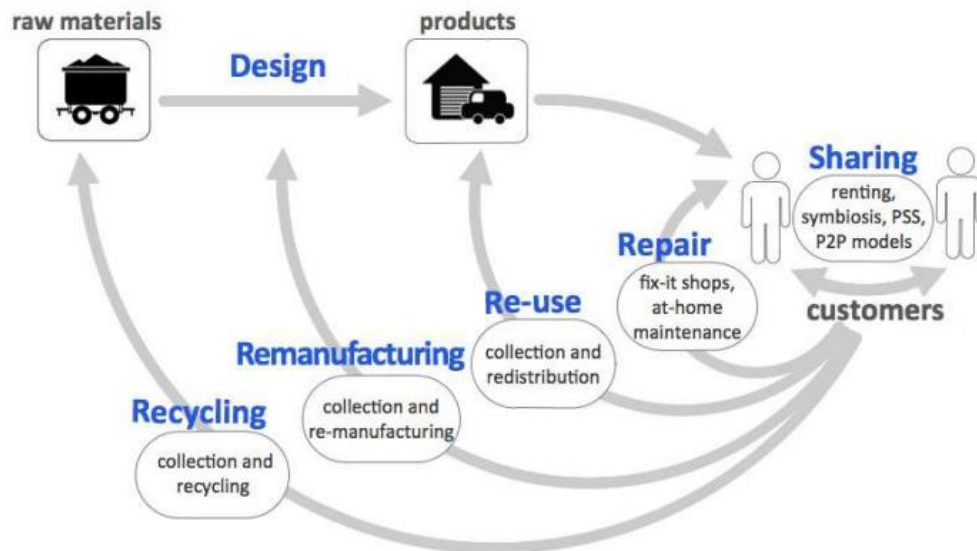 raw materials
products
Design
Sharing
renting,
symbiosis, PSS,
P2P models
Repair
fix-it shops,
at-home
maintenance
customers
Re-use
collection and
redistribution
Remanufacturing
collection and
re-manufacturing
Recycling
collection and
recycling